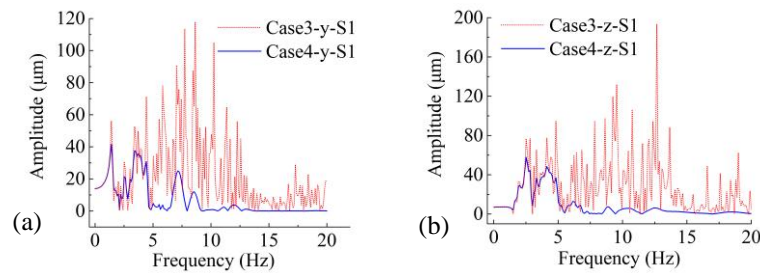 120
100
80
60
40
20
0
Amplitude (μm)
Case3-y-S1
Case4-y-S1
0 5 10 15 20
Frequency (Hz)
(a)
200
160
120
80
40
0
Amplitude (μm)
Case3-z-S1
Case4-z-S1
0 5 10 15 20
Frequency (Hz)
(b)